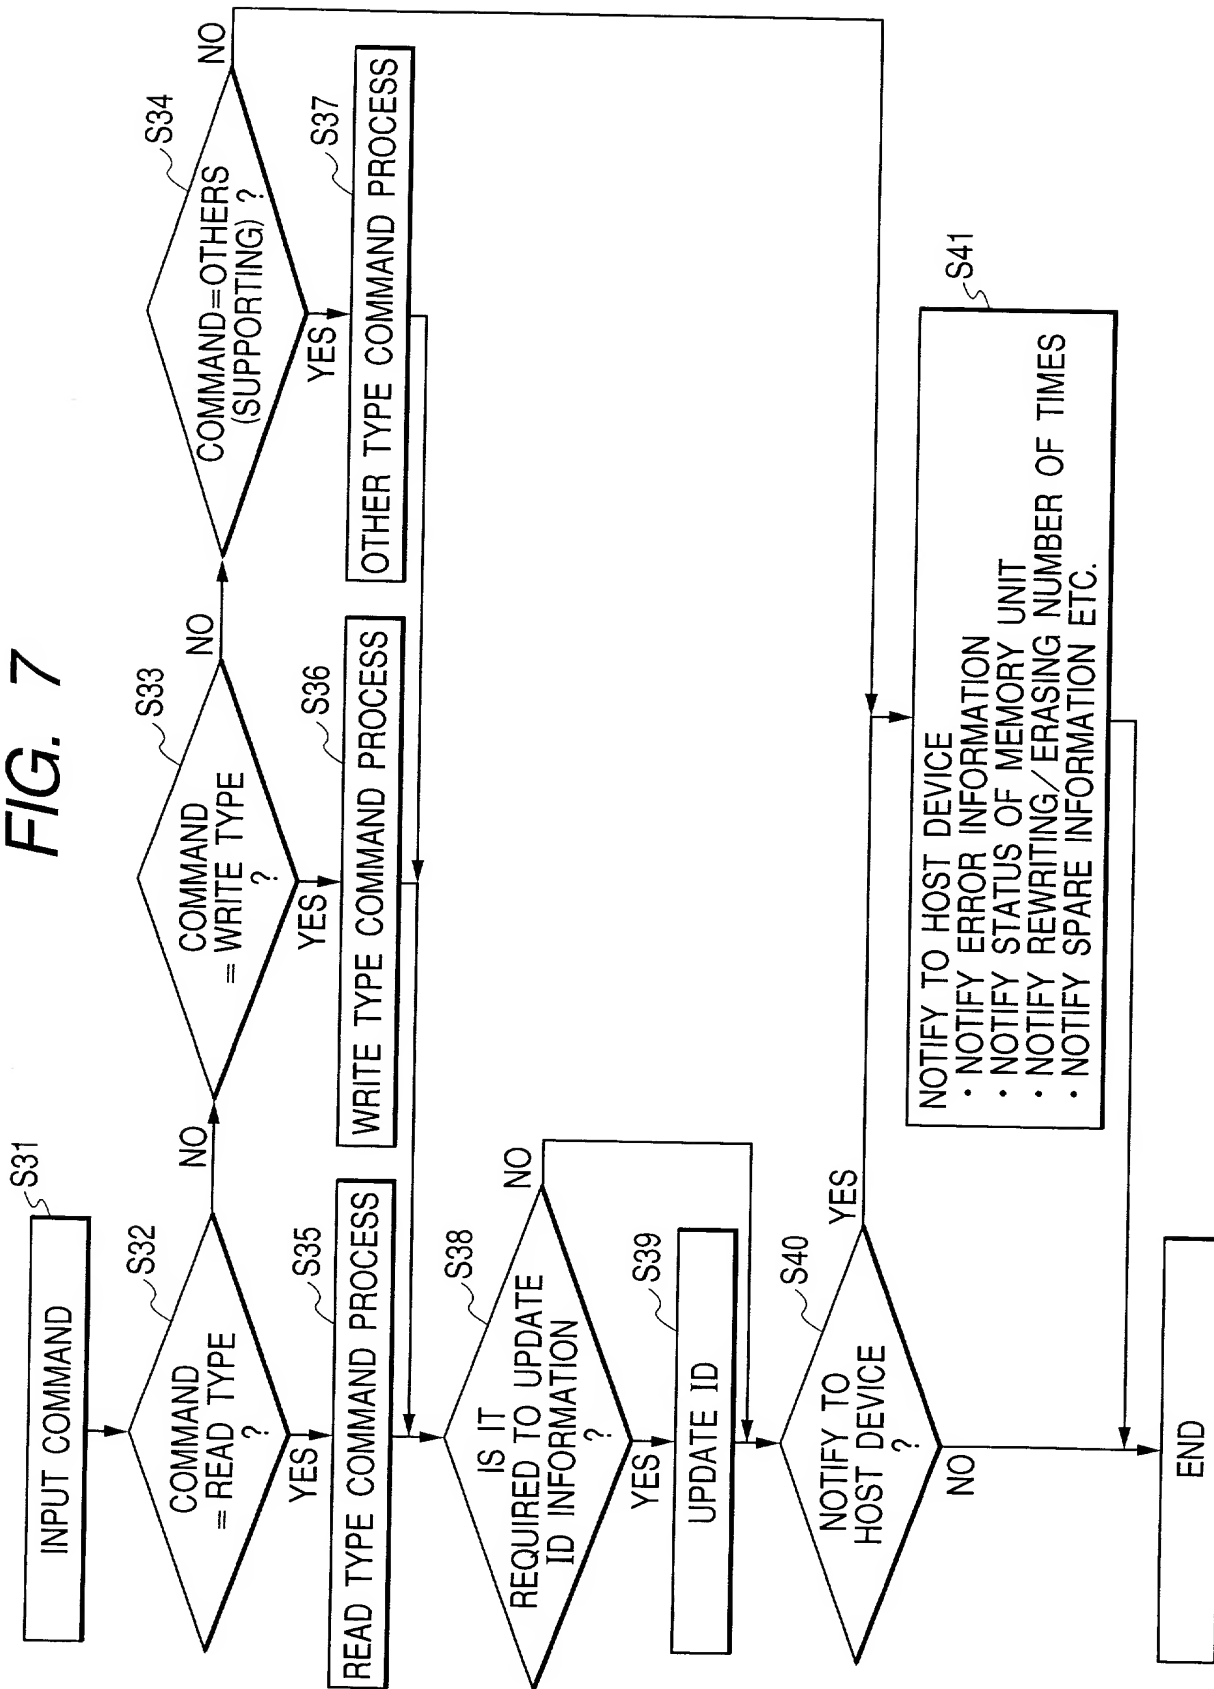 FIG. 7
INPUT COMMAND
S31
COMMAND
= READ TYPE
?
S32
NO
YES
COMMAND
= WRITE TYPE
?
S33
NO
YES
COMMAND=OTHERS
(SUPPORTING) ?
S34
NO
YES
READ TYPE COMMAND PROCESS
S35
WRITE TYPE COMMAND PROCESS
S36
OTHER TYPE COMMAND PROCESS
S37
IS IT
REQUIRED TO UPDATE
ID INFORMATION
?
S38
NO
YES
UPDATE ID
S39
NOTIFY TO
HOST DEVICE
?
S40
YES
NO
NOTIFY TO HOST DEVICE
・NOTIFY ERROR INFORMATION
・NOTIFY STATUS OF MEMORY UNIT
・NOTIFY REWRITING/ERASING NUMBER OF TIMES
・NOTIFY SPARE INFORMATION ETC.
S41
END